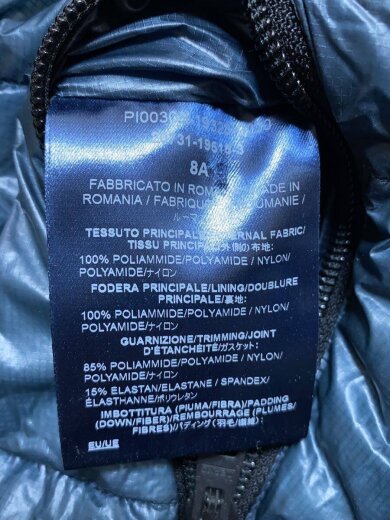 8A
FABBRICATO IN ROMANIA/MADE IN
ROMANIA / FABRIQUÉ ROUMANIE/
TESSUTO PRINCIPALE/EXTERNAL FABRIC/
TISSU PRINCIPAL/外側の布地:
100% POLIAMMIDE/POLYAMIDE / NYLON/
POLYAMIDE/ナイロン
FODERA PRINCIPALE/LINING/DOUBLURE
PRINCIPALE/裏地:
100% POLIAMMIDE/POLYAMIDE / NYLON/
POLYAMIDE/ナイロン
GUARNIZIONE/TRIMMING/JOINT
D'ÉTANCHÉITÉ/ガスケット:
85% POLIAMMIDE/POLYAMIDE / NYLON/
POLYAMIDE/ナイロン
15% ELASTAN/ELASTANE / SPANDEX/
ÉLASTHANNE/ポリウレタン
IMBOTTITURA (PIUMA/FIBRA)/PADDING
(DOWN/FIBER)/REMBOURRAGE (PLUMES/
FIBRES)/パディング (羽毛/繊維):
EU/UE